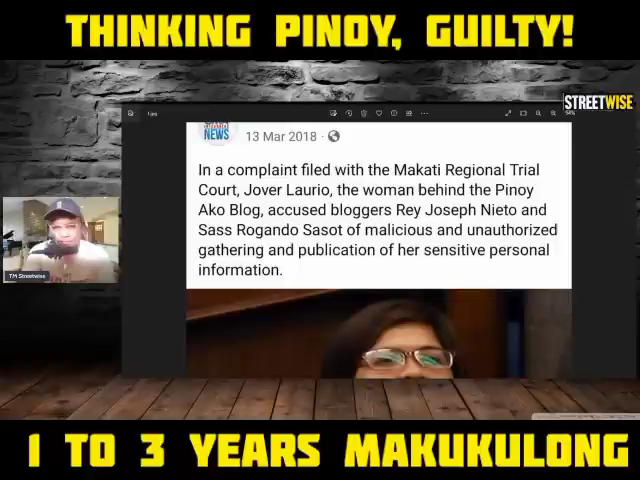 THINKING PINOY, GUILTY!
STREETWISE
NEWS
13 Mar 2018 ·
In a complaint filed with the Makati Regional Trial
Court, Jover Laurio, the woman behind the Pinoy
Ako Blog, accused bloggers Rey Joseph Nieto and
Sass Rogando Sasot of malicious and unauthorized
gathering and publication of her sensitive personal
information.
TM Streetwise
1 TO 3 YEARS MAKUKULONG